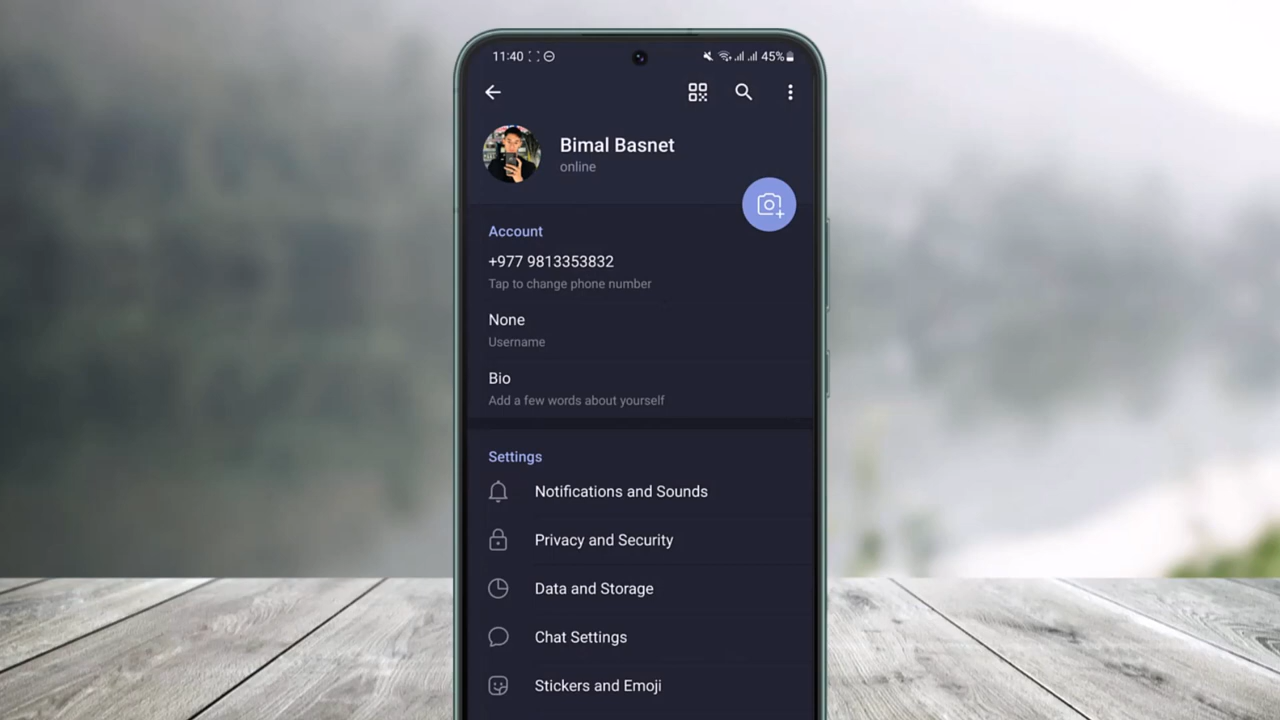 11:40 45%
Bimal Basnet
online
Account
+977 9813353832
Tap to change phone number
None
Username
Bio
Add a few words about yourself
Settings
Notifications and Sounds
Privacy and Security
Data and Storage
Chat Settings
Stickers and Emoji